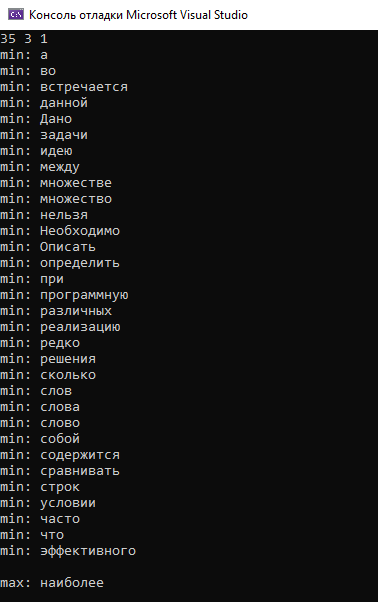 Консоль отладки Microsoft Visual Studio
35 3 1
min: а
min: во
min: встречается
min: данной
min: Дано
min: задачи
min: идею
min: между
min: множестве
min: множество
min: нельзя
min: Необходимо
min: Описать
min: определить
min: при
min: программную
min: различных
min: реализацию
min: редко
min: решения
min: сколько
min: слов
min: слова
min: слово
min: собой
min: содержится
min: сравнивать
min: строк
min: условии
min: часто
min: что
min: эффективного
max: наиболее